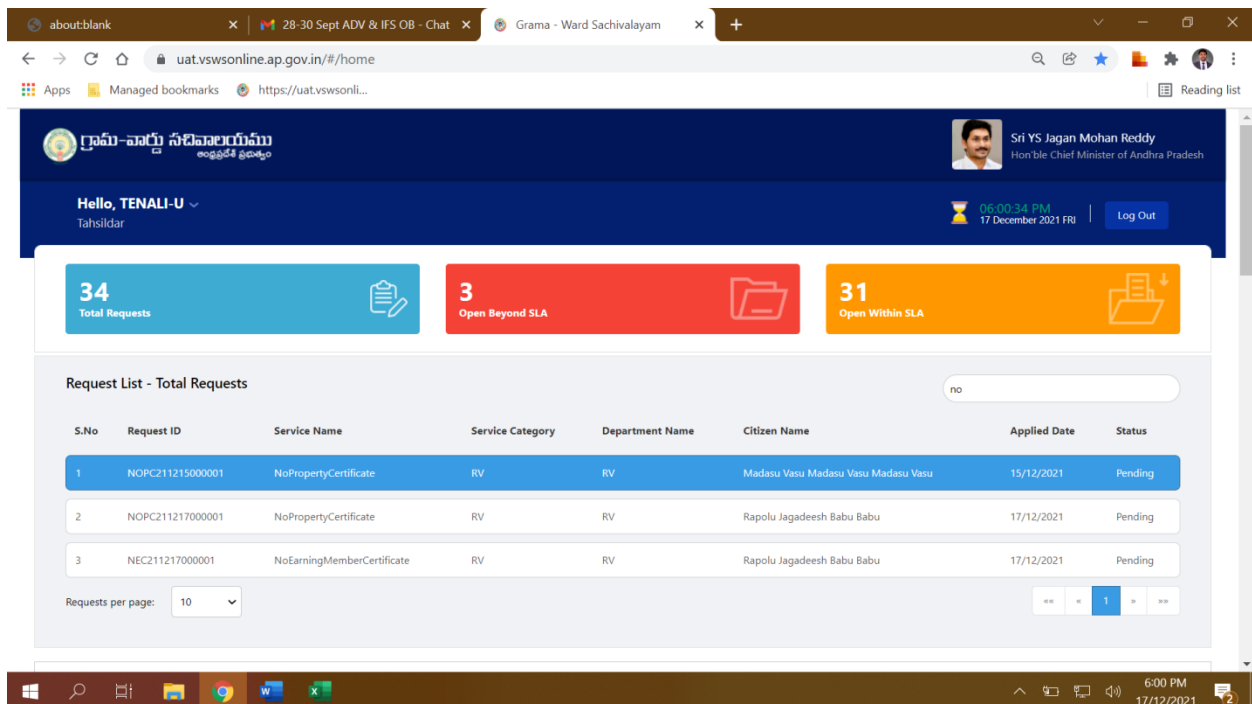 about:blank
28-30 Sept ADV & IFS OB - Chat
Grama - Ward Sachivalayam
uat.vswsonline.ap.gov.in/#/home
Apps Managed bookmarks https://uat.vswsonli... Reading list
గ్రామ-వార్డు సచివాలయము
ఆంధ్రప్రదేశ్ ప్రభుత్వం
Sri YS Jagan Mohan Reddy
Hon'ble Chief Minister of Andhra Pradesh
Hello, TENALI-U
Tahsildar
06:00:34 PM
17 December 2021 FRI
Log Out
34
Total Requests
3
Open Beyond SLA
31
Open Within SLA
Request List - Total Requests
no
S.No Request ID Service Name Service Category Department Name Citizen Name Applied Date Status
1 NOPC211215000001 NoPropertyCertificate RV RV Madasu Vasu Madasu Vasu Madasu Vasu 15/12/2021 Pending
2 NOPC211217000001 NoPropertyCertificate RV RV Rapolu Jagadeesh Babu Babu 17/12/2021 Pending
3 NEC211217000001 NoEarningMemberCertificate RV RV Rapolu Jagadeesh Babu Babu 17/12/2021 Pending
Requests per page: 10
«« « 1 » »»
6:00 PM
17/12/2021
2